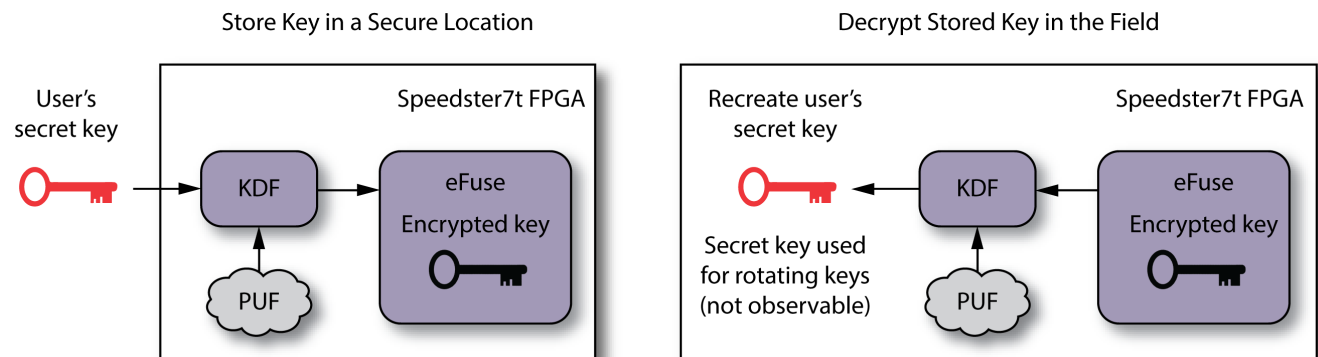 Store Key in a Secure Location
User's
secret key
Speedster7t FPGA
KDF
eFuse
Encrypted key
PUF
Decrypt Stored Key in the Field
Recreate user's
secret key
Speedster7t FPGA
KDF
eFuse
Encrypted key
Secret key used
for rotating keys
(not observable)
PUF